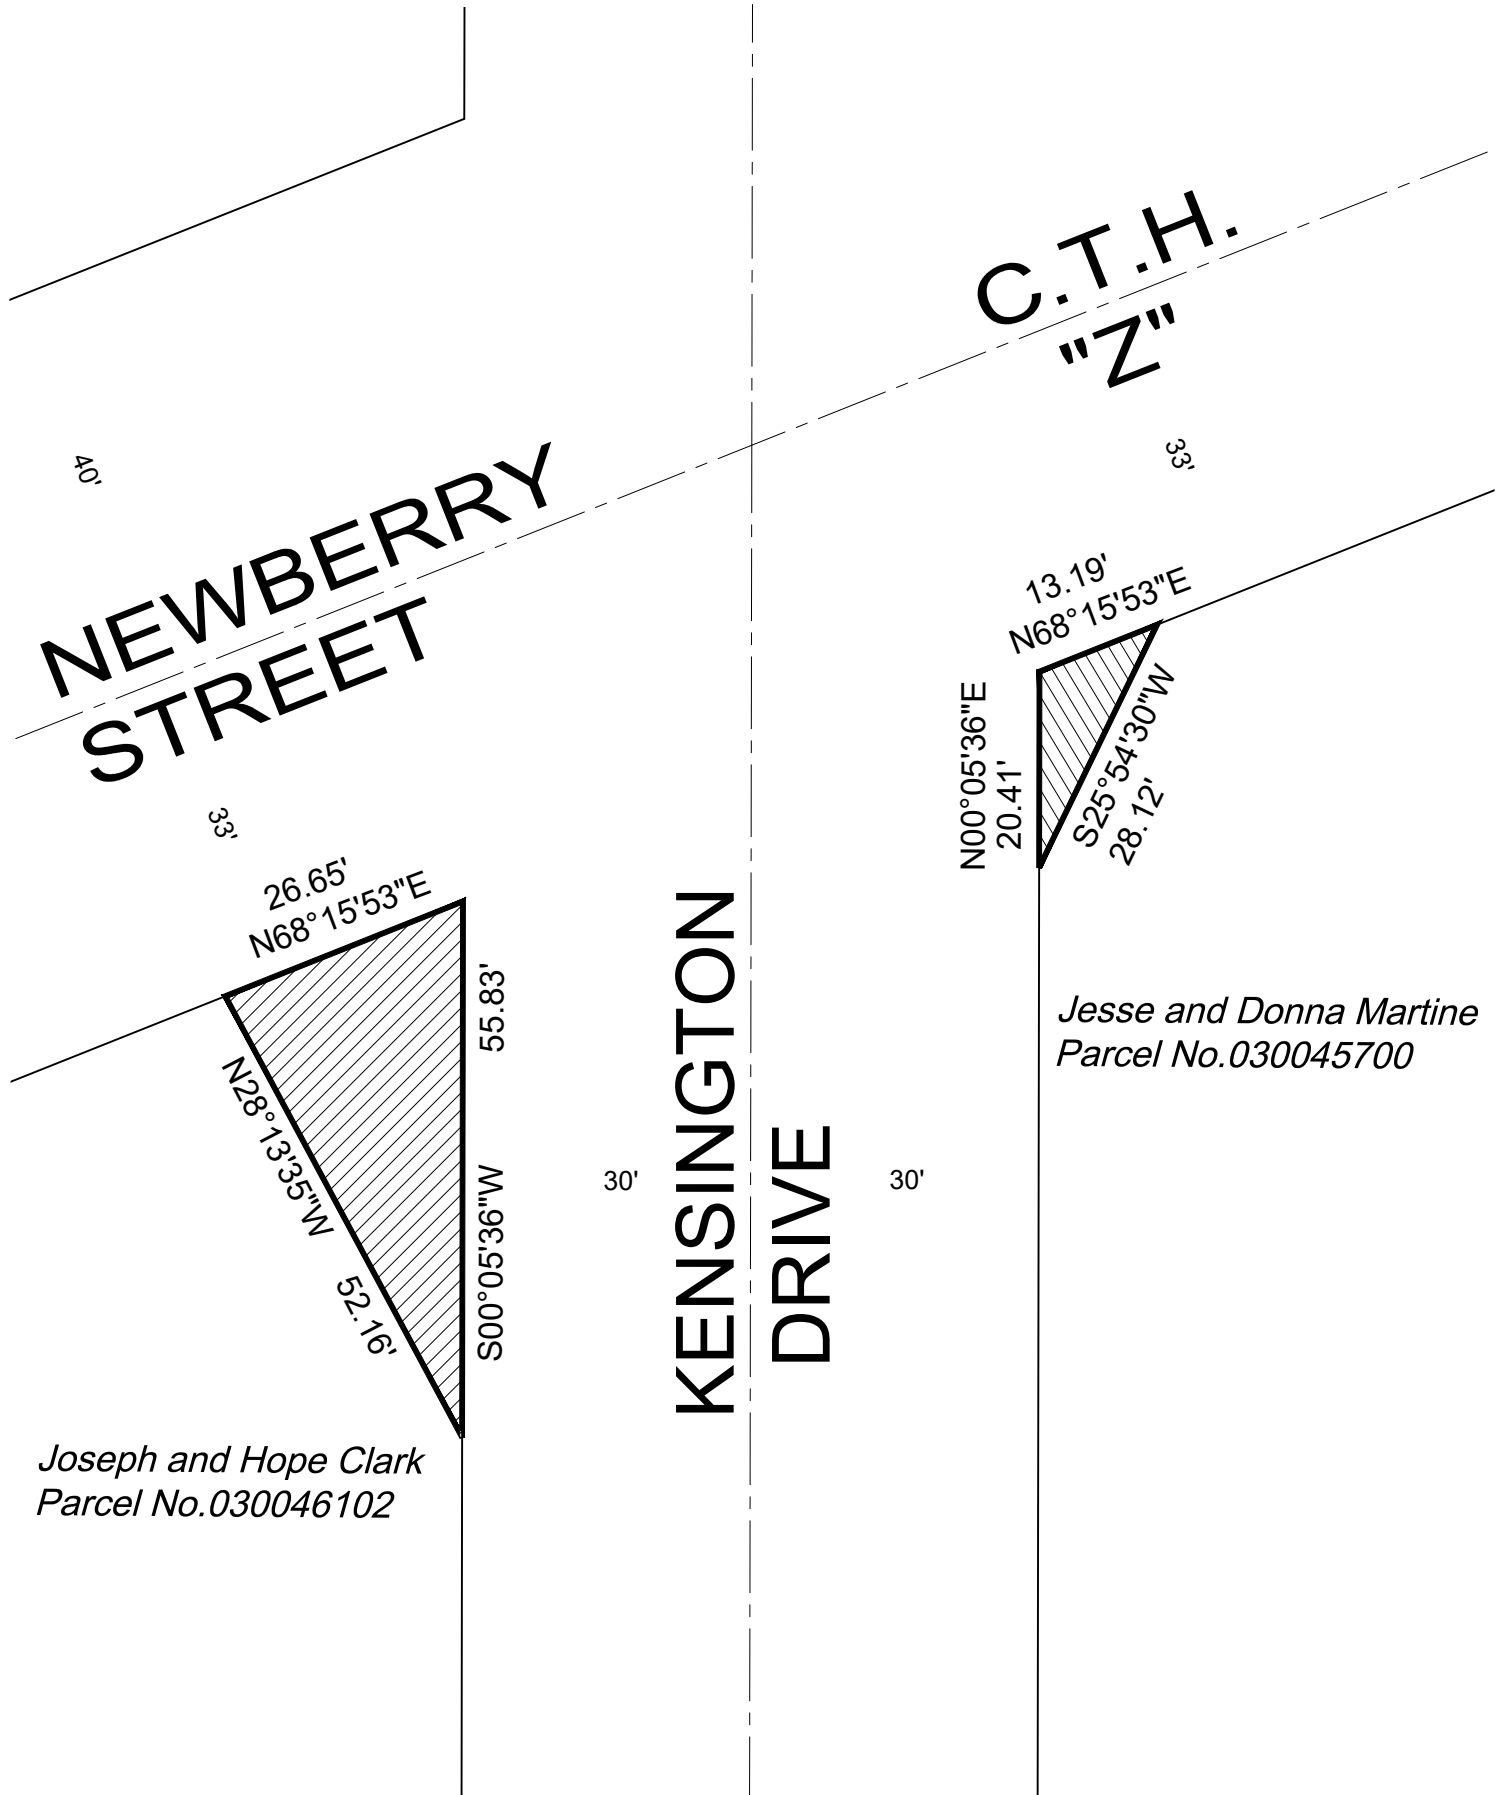 C.T.H.
"Z"
40'
33'
NEWBERRY
STREET
13.19'
N68°15'53"E
N00°05'36"E
20.41'
S25°54'30"W
28.12'
33'
26.65'
N68°15'53"E
55.83'
S00°05'36"W
N28°13'35"W
52.16'
KENSINGTON
DRIVE
30'
30'
Jesse and Donna Martine
Parcel No.030045700
Joseph and Hope Clark
Parcel No.030046102